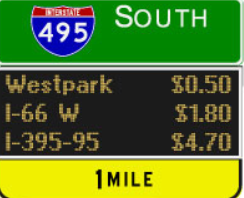 INTERSTATE
495
SOUTH
Westpark $0.50
I-66 W $1.80
I-395-95 $4.70
1 MILE